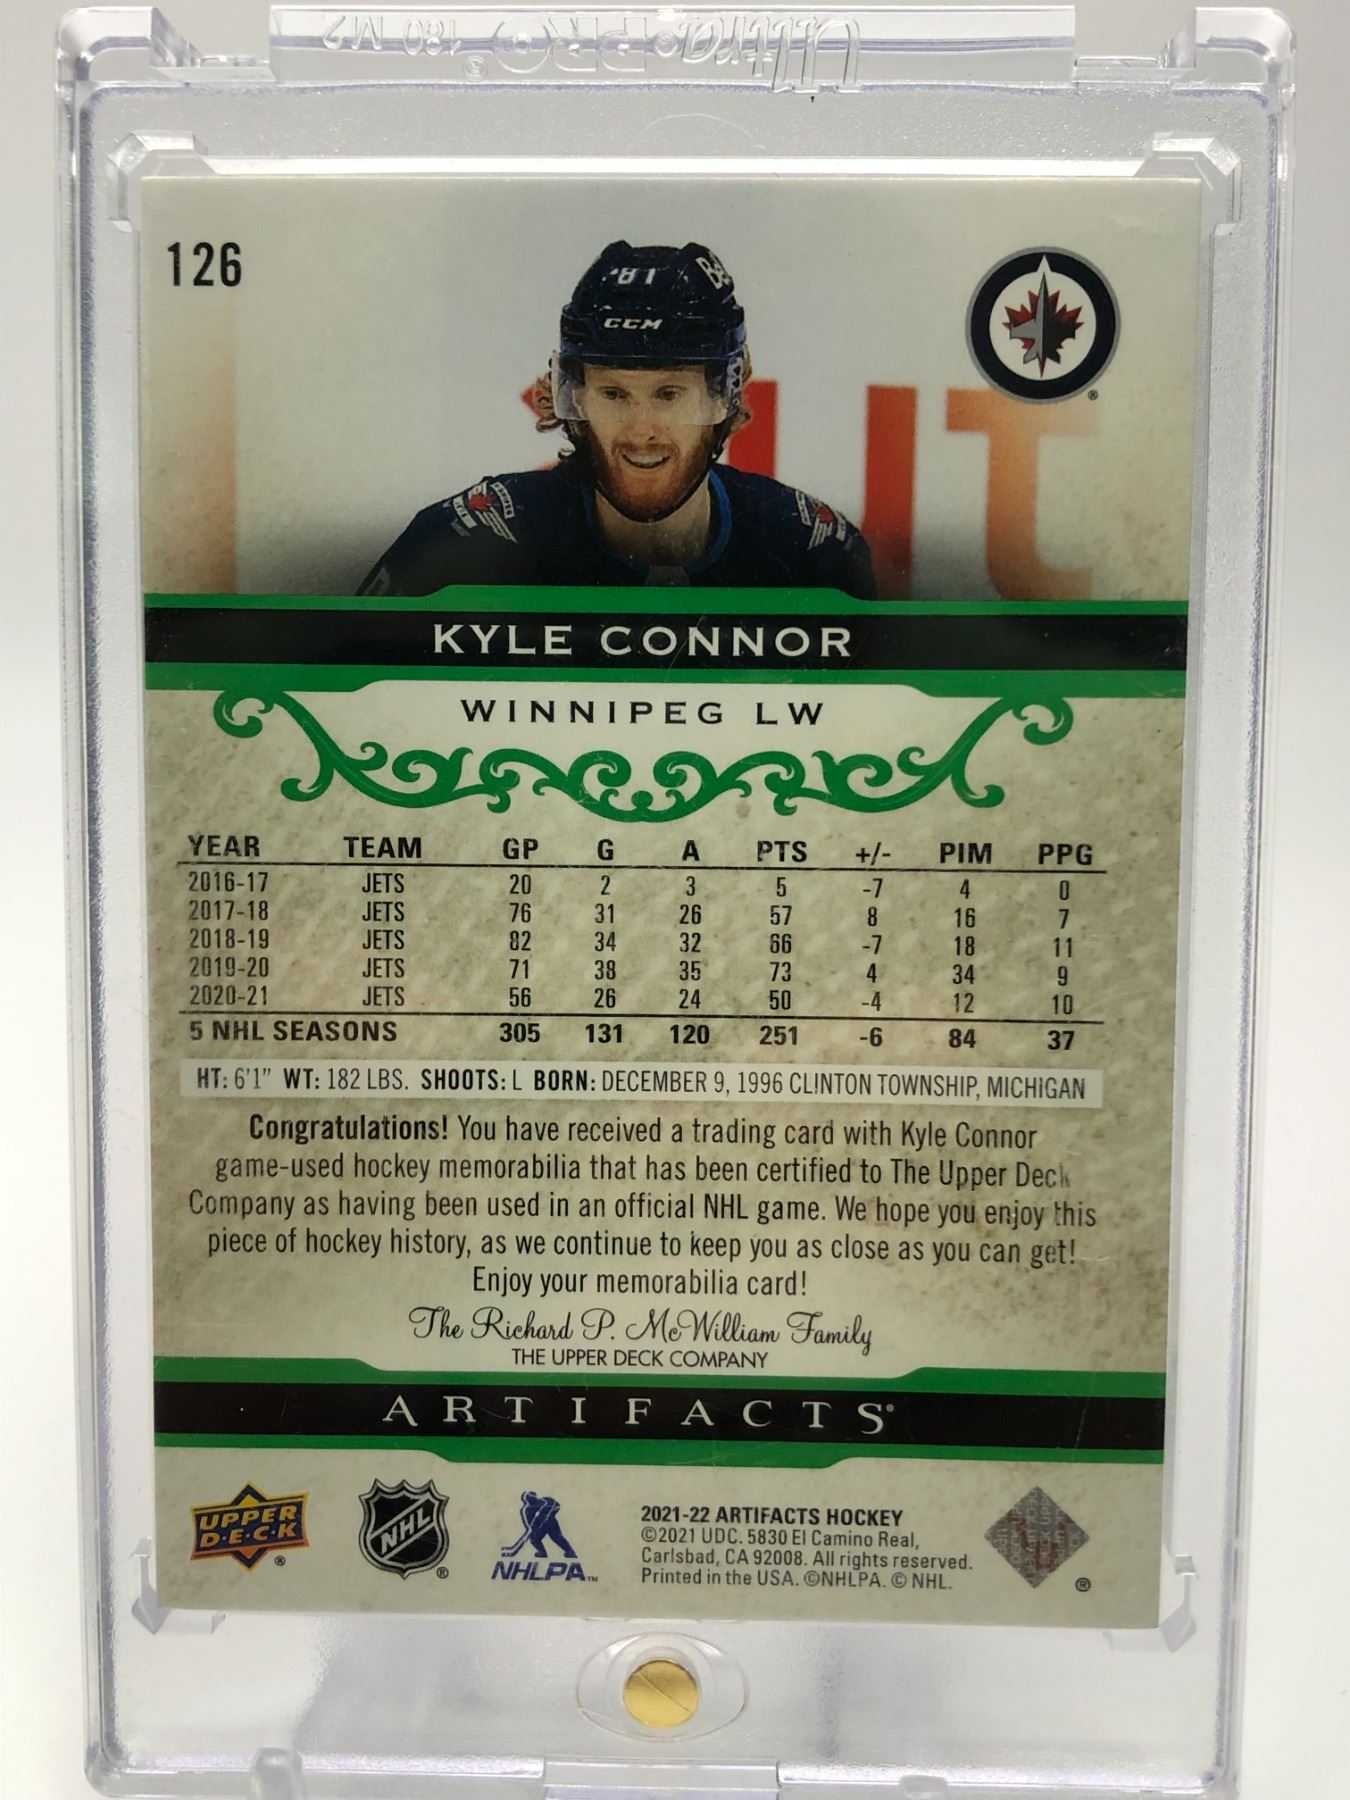 Ultra·PRO® 180 M2
126
81
CCM
KYLE CONNOR
WINNIPEG LW
YEAR TEAM GP G A PTS +/- PIM PPG
2016-17 JETS 20 2 3 5 -7 4 0
2017-18 JETS 76 31 26 57 8 16 7
2018-19 JETS 82 34 32 66 -7 18 11
2019-20 JETS 71 38 35 73 4 34 9
2020-21 JETS 56 26 24 50 -4 12 10
5 NHL SEASONS 305 131 120 251 -6 84 37
HT: 6'1" WT: 182 LBS. SHOOTS: L BORN: DECEMBER 9, 1996 CLINTON TOWNSHIP, MICHIGAN
Congratulations! You have received a trading card with Kyle Connor
game-used hockey memorabilia that has been certified to The Upper Deck
Company as having been used in an official NHL game. We hope you enjoy this
piece of hockey history, as we continue to keep you as close as you can get!
Enjoy your memorabilia card!
The Richard P. McWilliam Family
THE UPPER DECK COMPANY
ARTIFACTS®
UPPER
D·E·C·K
®
NHL
®
NHLPA™
2021-22 ARTIFACTS HOCKEY
©2021 UDC. 5830 El Camino Real,
Carlsbad, CA 92008. All rights reserved.
Printed in the USA. ©NHLPA. © NHL.
®